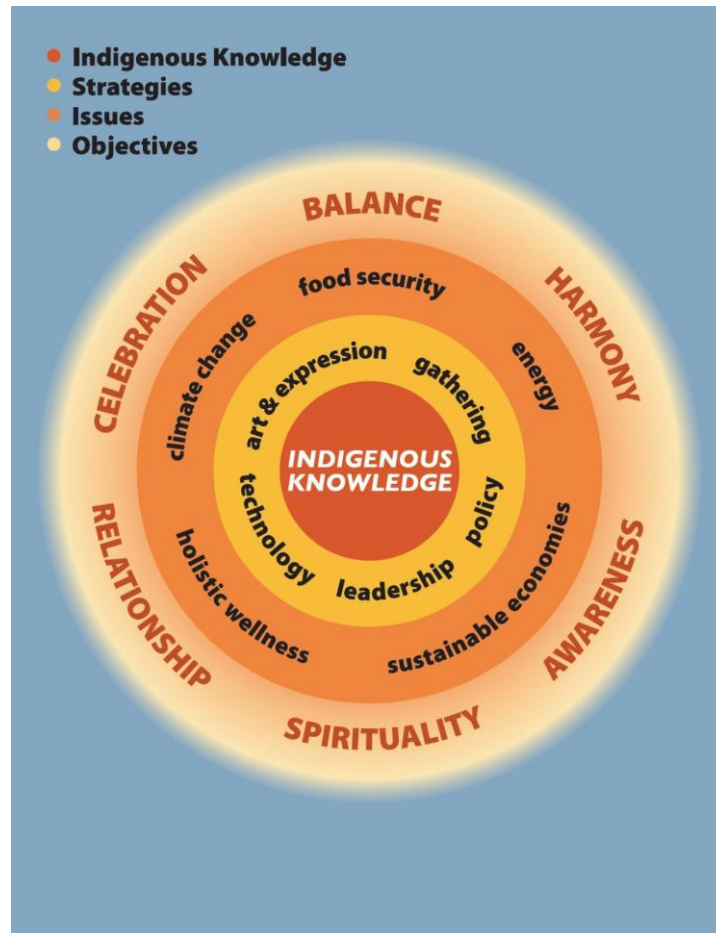 Indigenous Knowledge
Strategies
Issues
Objectives
BALANCE
HARMONY
AWARENESS
SPIRITUALITY
RELATIONSHIP
CELEBRATION
food security
energy
sustainable economies
holistic wellness
climate change
art & expression
gathering
policy
leadership
technology
INDIGENOUS
KNOWLEDGE